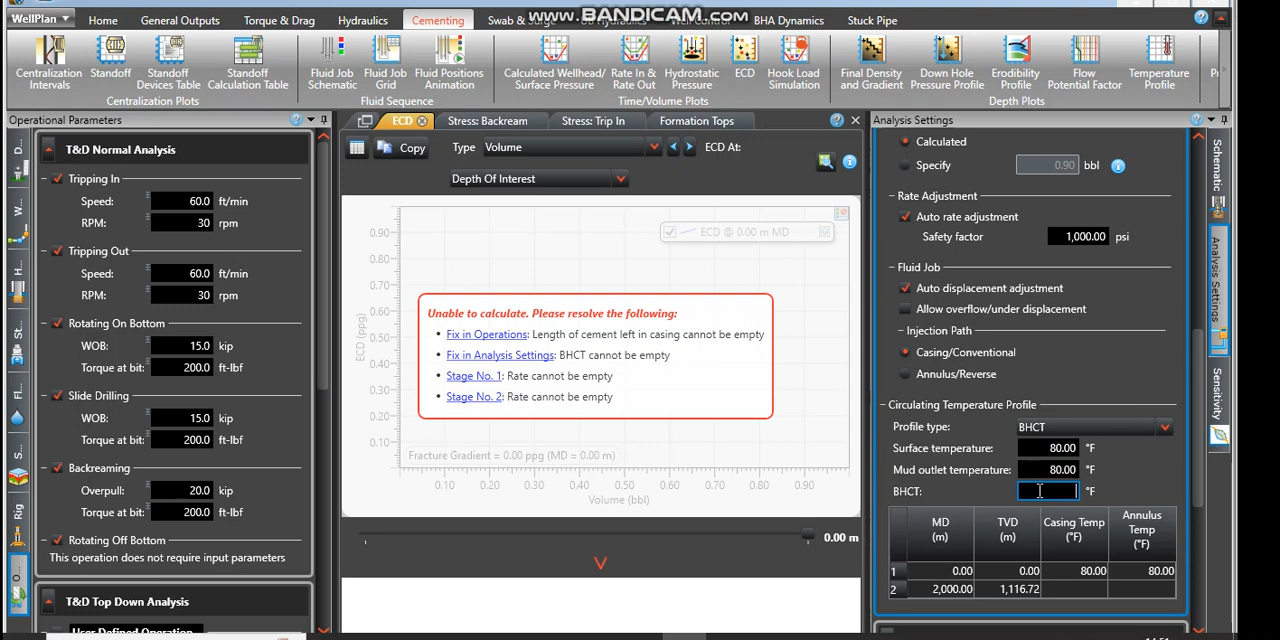 www.BANDICAM.com
WellPlan Home General Outputs Torque & Drag Hydraulics Cementing Swab & Hydraulics BHA Dynamics Stuck Pipe
Centralization Intervals
Standoff
Standoff Devices Table
Standoff Calculation Table
Fluid Job Schematic
Fluid Job Grid
Fluid Positions Animation
Calculated Wellhead/ Surface Pressure
Rate In & Rate Out
Hydrostatic Pressure
ECD
Hook Load Simulation
Final Density and Gradient
Down Hole Pressure Profile
Erodibility Profile
Flow Potential Factor
Temperature Profile
Centralization Plots Fluid Sequence Time/Volume Plots Depth Plots
Operational Parameters
T&D Normal Analysis
Tripping In
Speed: 60.0 ft/min
RPM: 30 rpm
Tripping Out
Speed: 60.0 ft/min
RPM: 30 rpm
Rotating On Bottom
WOB: 15.0 kip
Torque at bit: 200.0 ft-lbf
Slide Drilling
WOB: 15.0 kip
Torque at bit: 200.0 ft-lbf
Backreaming
Overpull: 20.0 kip
Torque at bit: 200.0 ft-lbf
Rotating Off Bottom
This operation does not require input parameters
T&D Top Down Analysis
User Defined Operation
ECD Stress: Backream Stress: Trip In Formation Tops
Copy Type Volume ECD At:
Depth Of Interest
ECD @ 0.00 m MD
ECD (ppg)
0.90
0.80
0.70
0.60
0.50
0.40
0.30
0.20
0.10
Unable to calculate. Please resolve the following:
• Fix in Operations: Length of cement left in casing cannot be empty
• Fix in Analysis Settings: BHCT cannot be empty
• Stage No. 1: Rate cannot be empty
• Stage No. 2: Rate cannot be empty
Fracture Gradient = 0.00 ppg (MD = 0.00 m)
0.10 0.20 0.30 0.40 0.50 0.60 0.70 0.80 0.90
Volume (bbl)
0.00 m
Analysis Settings
Calculated
Specify 0.90 bbl
Rate Adjustment
Auto rate adjustment
Safety factor 1,000.00 psi
Fluid Job
Auto displacement adjustment
Allow overflow/under displacement
Injection Path
Casing/Conventional
Annulus/Reverse
Circulating Temperature Profile
Profile type: BHCT
Surface temperature: 80.00 °F
Mud outlet temperature: 80.00 °F
BHCT: °F
MD (m) TVD (m) Casing Temp (°F) Annulus Temp (°F)
1 0.00 0.00 80.00 80.00
2 2,000.00 1,116.72
Schematic
Analysis Settings
Sensitivity